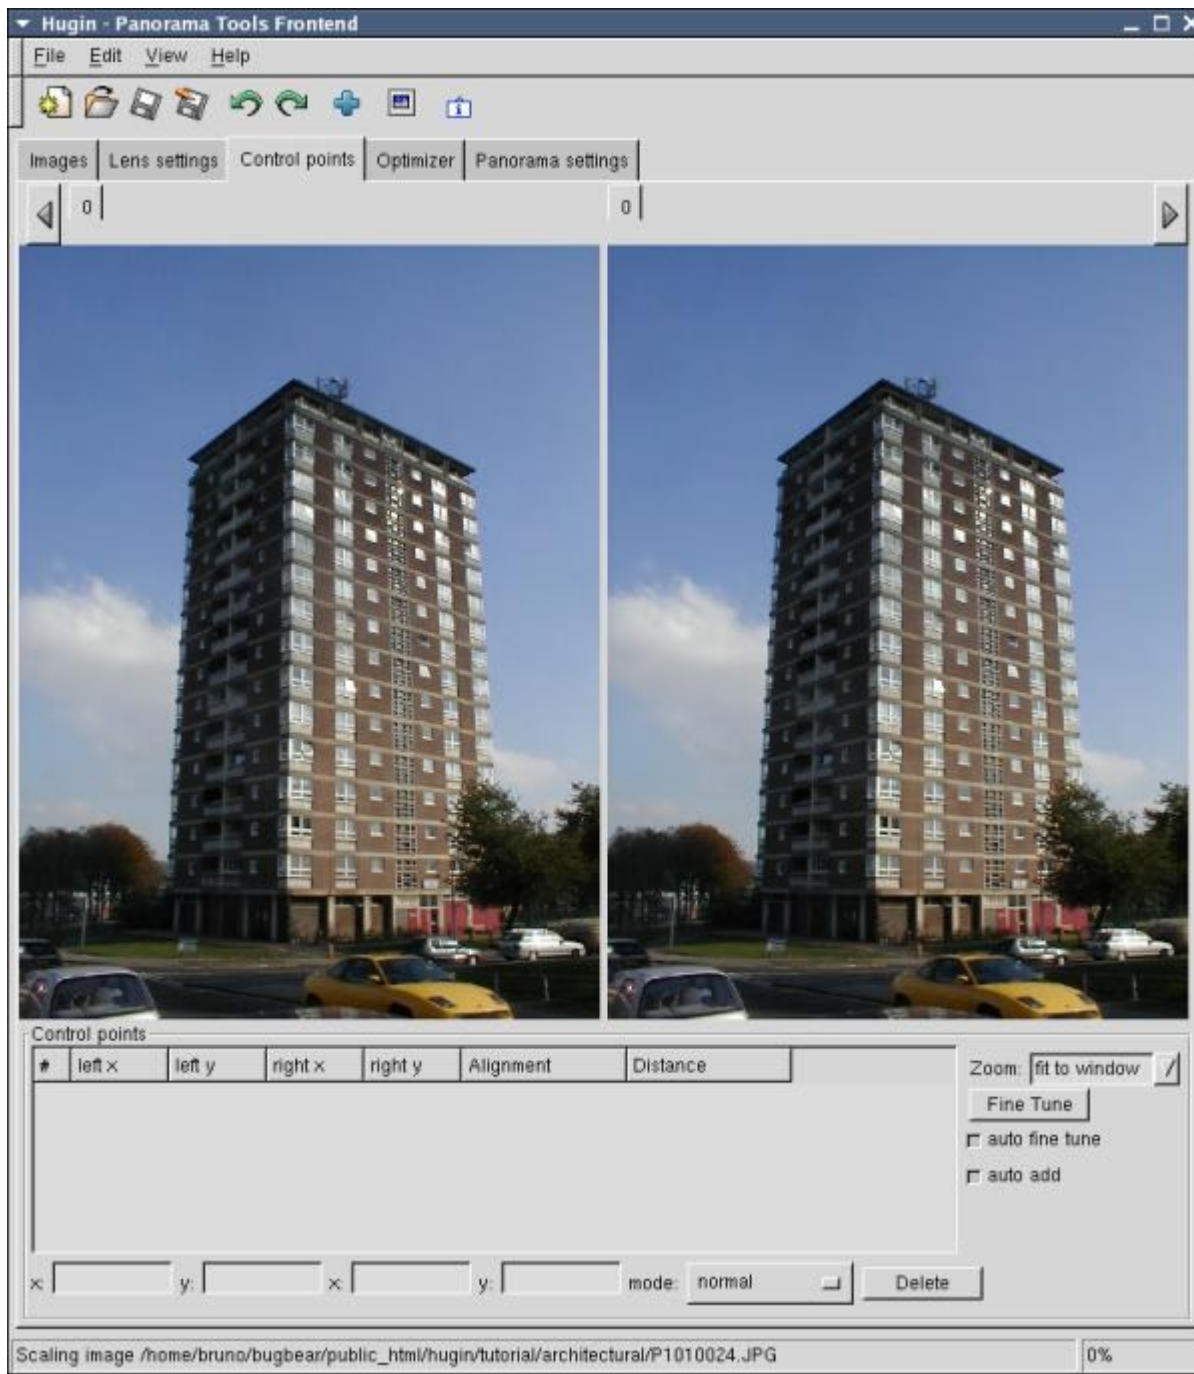 Hugin - Panorama Tools Frontend
File Edit View Help
Images Lens settings Control points Optimizer Panorama settings
0 0
Control points
# left x left y right x right y Alignment Distance
Zoom: fit to window
Fine Tune
auto fine tune
auto add
x: y: x: y: mode: normal Delete
Scaling image /home/bruno/bugbear/public_html/hugin/tutorial/architectural/P1010024.JPG 0%